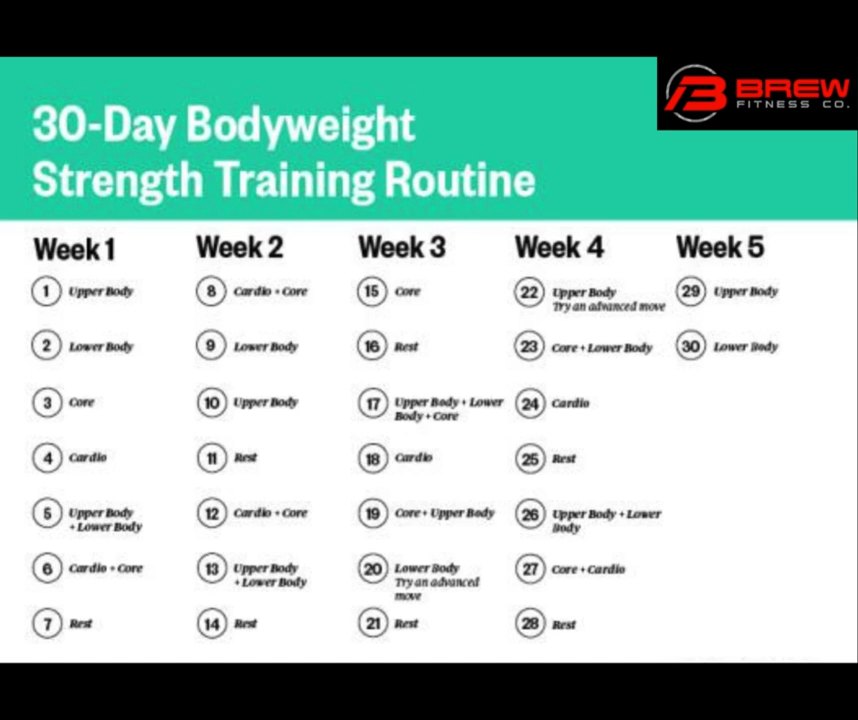 BREW
FITNESS CO.
30-Day Bodyweight
Strength Training Routine
Week 1
1 Upper Body
2 Lower Body
3 Core
4 Cardio
5 Upper Body
+ Lower Body
6 Cardio + Core
7 Rest
Week 2
8 Cardio + Core
9 Lower Body
10 Upper Body
11 Rest
12 Cardio + Core
13 Upper Body
+ Lower Body
14 Rest
Week 3
15 Core
16 Rest
17 Upper Body + Lower
Body + Core
18 Cardio
19 Core + Upper Body
20 Lower Body
Try an advanced
move
21 Rest
Week 4
22 Upper Body
Try an advanced move
23 Core + Lower Body
24 Cardio
25 Rest
26 Upper Body + Lower
Body
27 Core + Cardio
28 Rest
Week 5
29 Upper Body
30 Lower Body